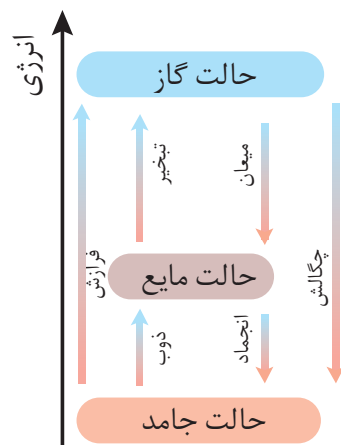 انرژی
حالت گاز
تبخیر
میعان
فرازش
چگالش
حالت مایع
ذوب
انجماد
حالت جامد